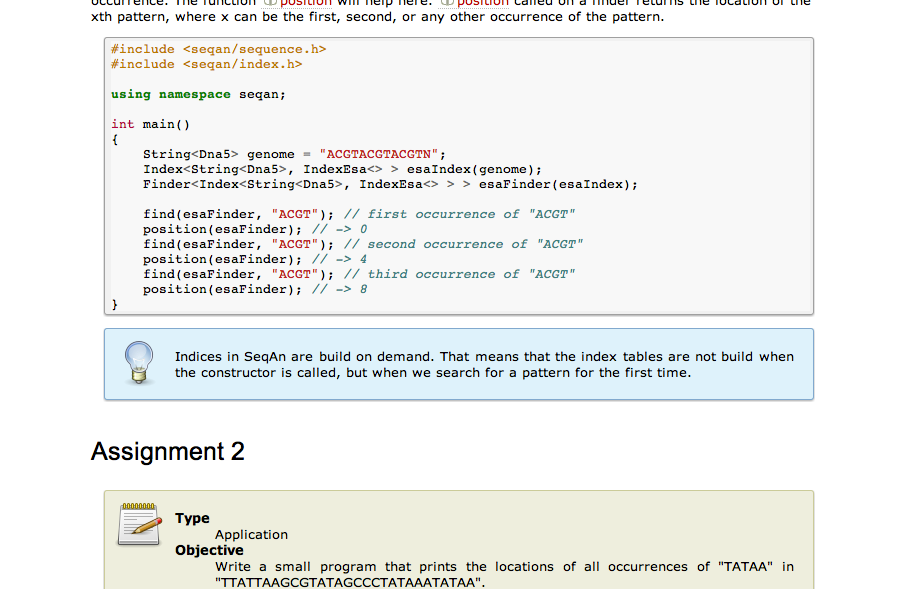 occurrence. The function position will help here. position called on a finder returns the location of the
xth pattern, where x can be the first, second, or any other occurrence of the pattern.
#include <seqan/sequence.h>
#include <seqan/index.h>
using namespace seqan;
int main()
{
String<Dna5> genome = "ACGTACGTACGTN";
Index<String<Dna5>, IndexEsa<> > esaIndex(genome);
Finder<Index<String<Dna5>, IndexEsa<> > > esaFinder(esaIndex);
find(esaFinder, "ACGT"); // first occurrence of "ACGT"
position(esaFinder); // -> 0
find(esaFinder, "ACGT"); // second occurrence of "ACGT"
position(esaFinder); // -> 4
find(esaFinder, "ACGT"); // third occurrence of "ACGT"
position(esaFinder); // -> 8
}
Indices in SeqAn are build on demand. That means that the index tables are not build when
the constructor is called, but when we search for a pattern for the first time.
Assignment 2
Type
Application
Objective
Write a small program that prints the locations of all occurrences of "TATAA" in
"TTATTAAGCGTATAGCCCTATAAATATAA".